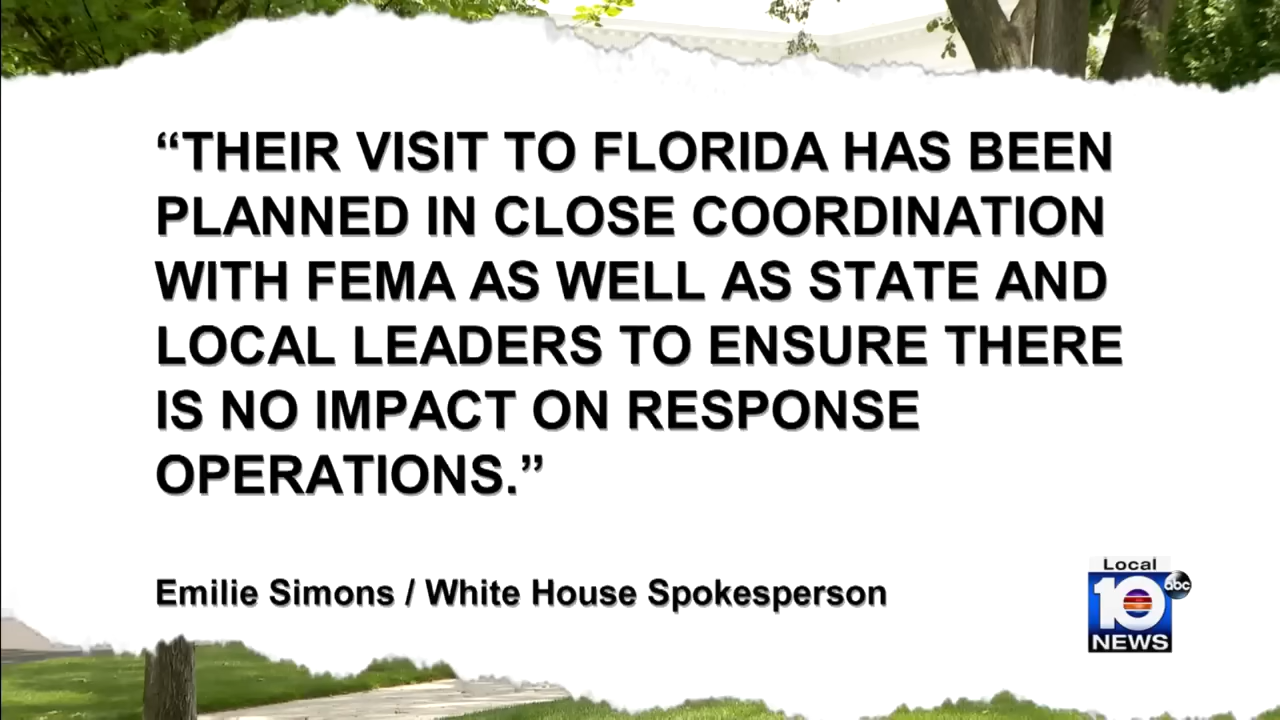 “THEIR VISIT TO FLORIDA HAS BEEN
PLANNED IN CLOSE COORDINATION
WITH FEMA AS WELL AS STATE AND
LOCAL LEADERS TO ENSURE THERE
IS NO IMPACT ON RESPONSE
OPERATIONS.”
Emilie Simons / White House Spokesperson
Local
10
abc
NEWS